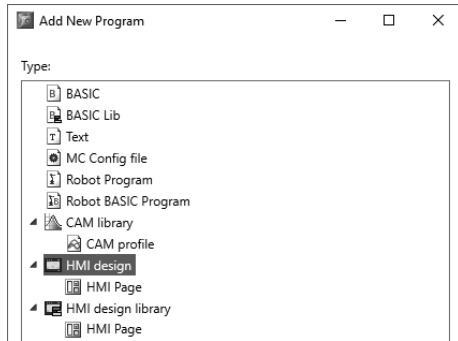 Add New Program
Type:
BASIC
BASIC Lib
Text
MC Config file
Robot Program
Robot BASIC Program
CAM library
CAM profile
HMI design
HMI Page
HMI design library
HMI Page